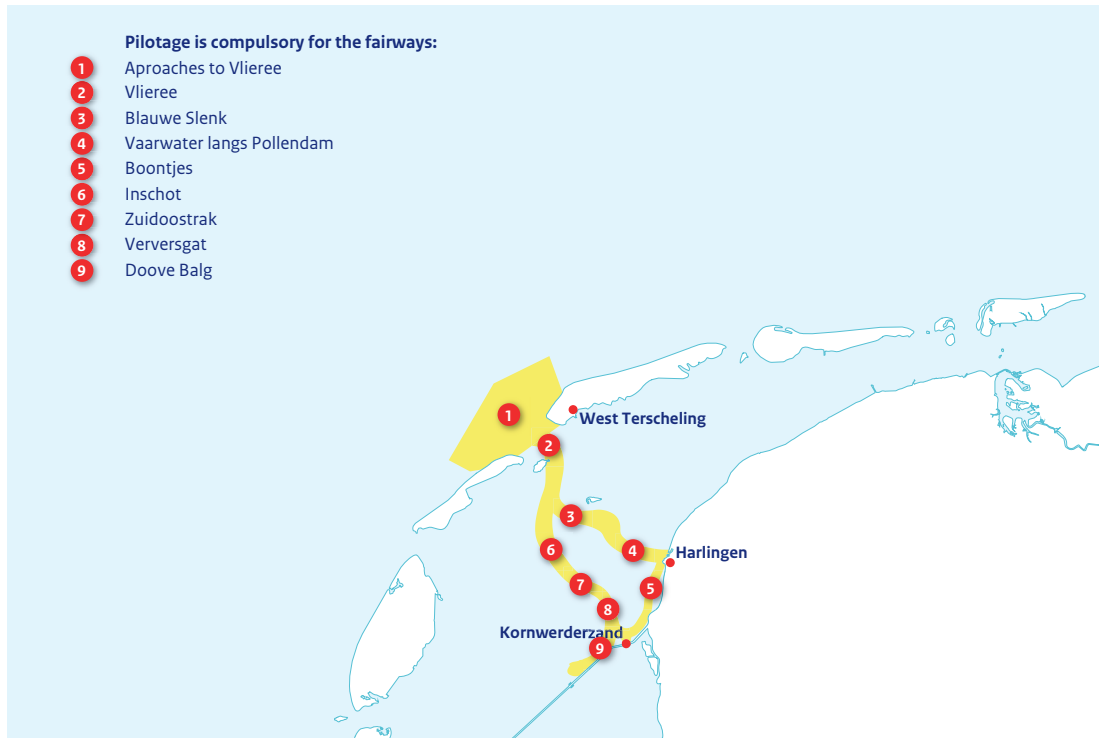 Pilotage is compulsory for the fairways:
1 Aproaches to Vlieree
2 Vlieree
3 Blauwe Slenk
4 Vaarwater langs Pollendam
5 Boontjes
6 Inschot
7 Zuidoostrak
8 Ververgat
9 Doove Balg
1
West Terscheling
2
3
4
Harlingen
6
7
5
8
Kornwerderzand
9